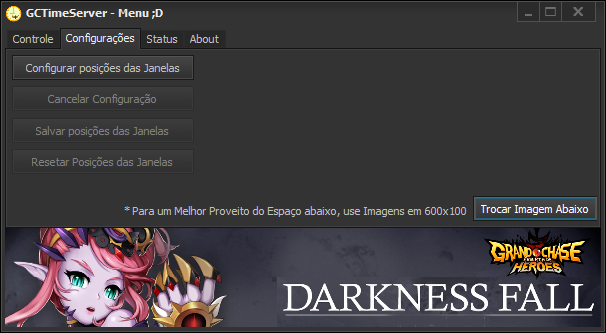 GCTimeServer - Menu ;D
Controle Configurações Status About
Configurar posições das Janelas
Cancelar Configuração
Salvar posições das Janelas
Resetar Posições das Janelas
* Para um Melhor Proveito do Espaço abaixo, use Imagens em 600x100 Trocar Imagem Abaixo
GRAND CHASE
HEROES
DARKNESS FALL